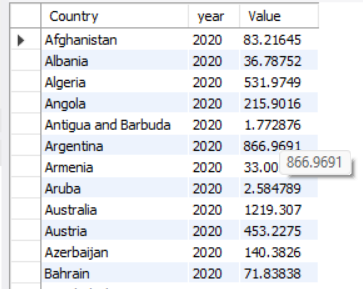 Country year Value
Afghanistan 2020 83.21645
Albania 2020 36.78752
Algeria 2020 531.9749
Angola 2020 215.9016
Antigua and Barbuda 2020 1.772876
Argentina 2020 866.9691
Armenia 2020 33.00 866.9691
Aruba 2020 2.584789
Australia 2020 1219.307
Austria 2020 453.2275
Azerbaijan 2020 140.3826
Bahrain 2020 71.83838